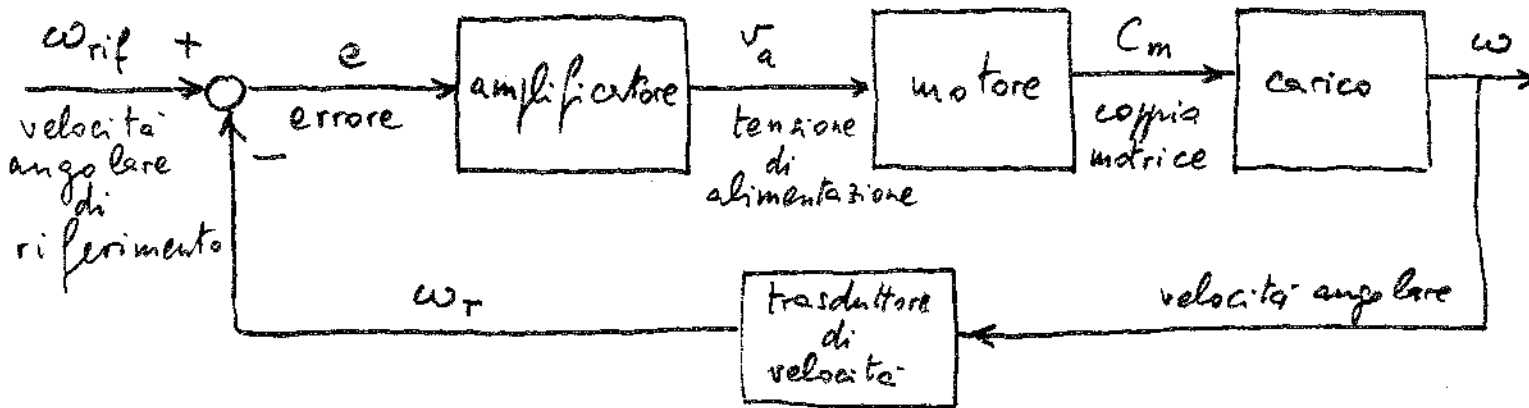 ω_rif +
velocità
angolare
di
riferimento
−
e
errore
amplificatore
v_a
tensione
di
alimentazione
motore
C_m
coppia
motrice
carico
ω
velocità angolare
trasduttore
di
velocità
ω_r